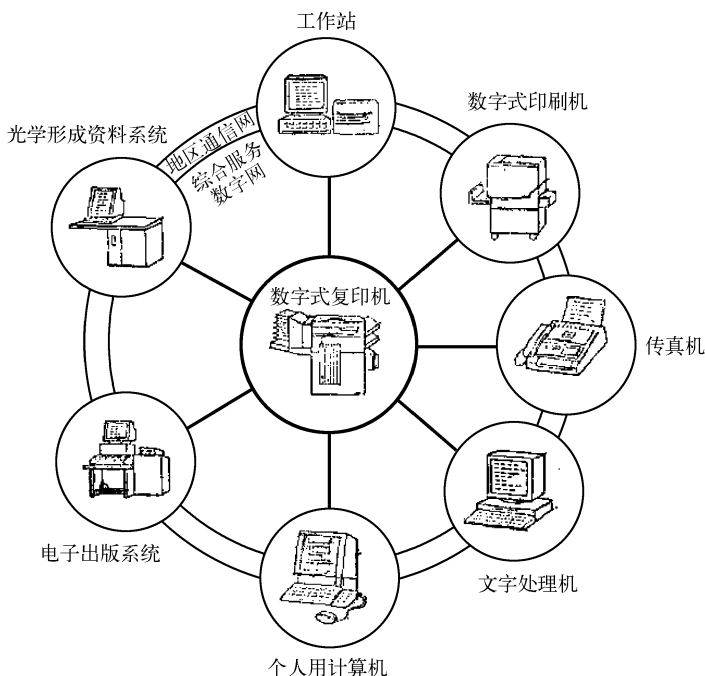 工作站
数字式印刷机
光学形成资料系统
地区通信网
综合服务
数字网
数字式复印机
传真机
电子出版系统
文字处理机
个人用计算机